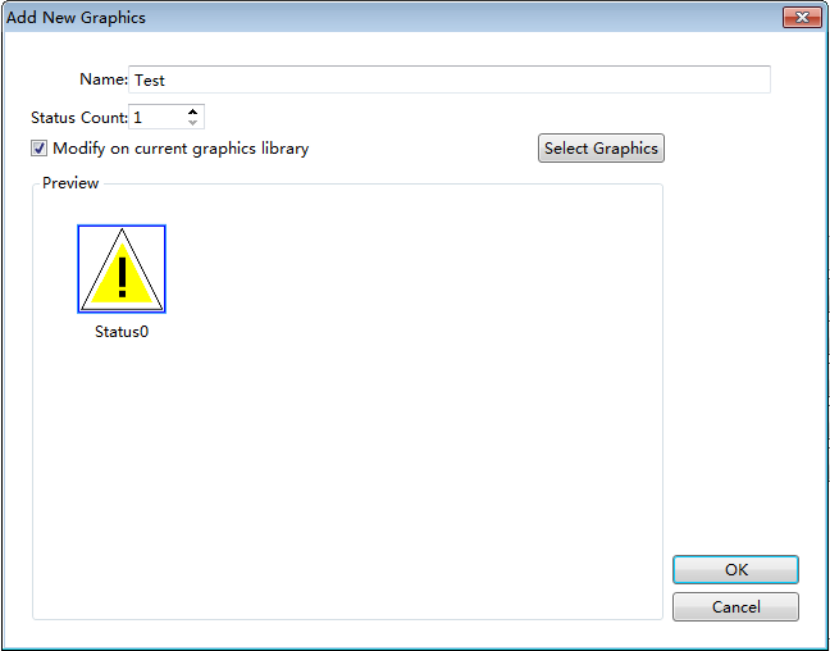 Add New Graphics
Name: Test
Status Count: 1
Modify on current graphics library
Select Graphics
Preview
!
Status0
OK
Cancel